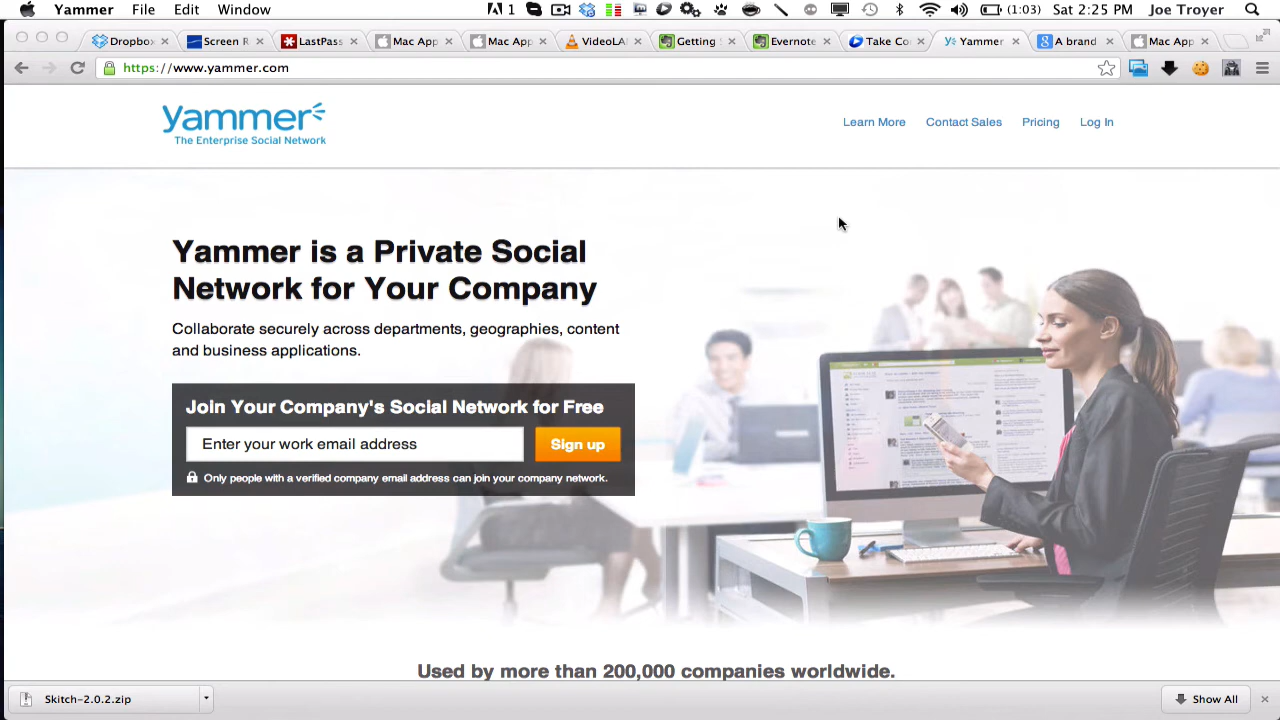 Yammer File Edit Window 1 (1:03) Sat 2:25 PM Joe Troyer
Dropbo Screen R LastPass Mac App Mac App VideoLA Getting Evernote Take Co Yammer A brand Mac App
https://www.yammer.com
yammer
The Enterprise Social Network
Learn More Contact Sales Pricing Log In
Yammer is a Private Social
Network for Your Company
Collaborate securely across departments, geographies, content
and business applications.
Join Your Company's Social Network for Free
Enter your work email address Sign up
Only people with a verified company email address can join your company network.
Used by more than 200,000 companies worldwide.
Skitch-2.0.2.zip Show All